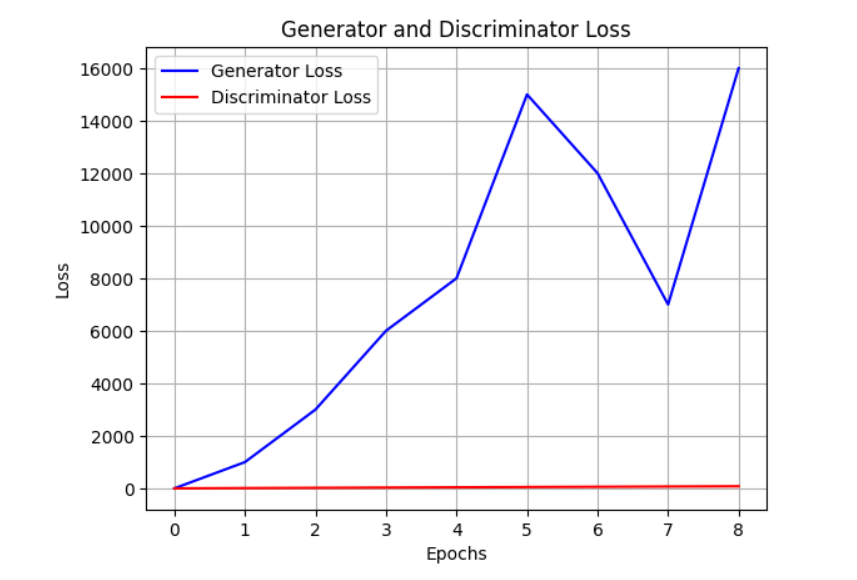 Generator and Discriminator Loss
Generator Loss
Discriminator Loss
16000
14000
12000
10000
8000
6000
4000
2000
0
Loss
0 1 2 3 4 5 6 7 8
Epochs